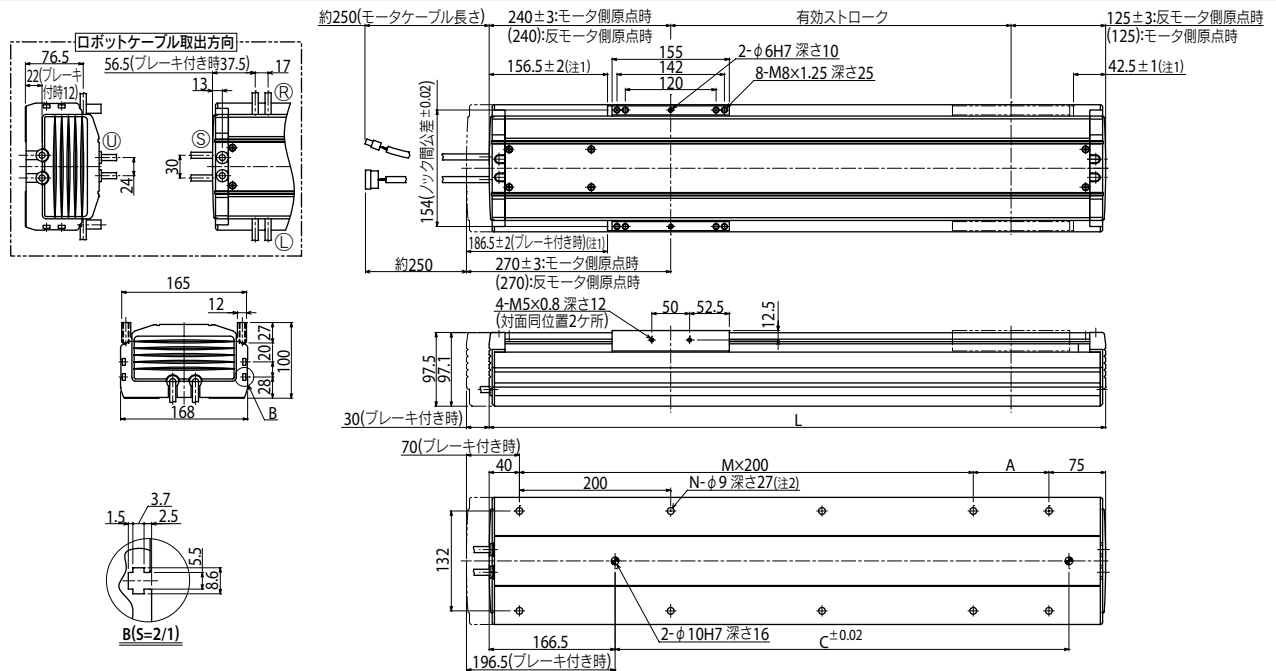 ロボットケーブル取出方向
76.5
56.5(ブレーキ付き時37.5)
17
22(ブレーキ
付時12)
13
Ⓡ
Ⓤ
Ⓢ
24
30
Ⓛ
約250(モータケーブル長さ)
240±3:モータ側原点時
(240):反モータ側原点時
有効ストローク
125±3:反モータ側原点時
(125):モータ側原点時
155
2-φ6H7 深さ10
156.5±2(注1)
142
8-M8×1.25 深さ25
42.5±1(注1)
120
154(ノック間公差±0.02)
186.5±2(ブレーキ付き時)(注1)
約250
270±3:モータ側原点時
(270):反モータ側原点時
165
12
27
20
100
28
168
B
4-M5×0.8 深さ12
(対面同位置2ケ所)
50
52.5
12.5
97.5
97.1
30(ブレーキ付き時)
L
70(ブレーキ付き時)
40
M×200
A
75
200
N-φ9 深さ27(注2)
132
2-φ10H7 深さ16
166.5
C±0.02
196.5(ブレーキ付き時)
3.7
1.5
2.5
5.5
8.6
B(S=2/1)